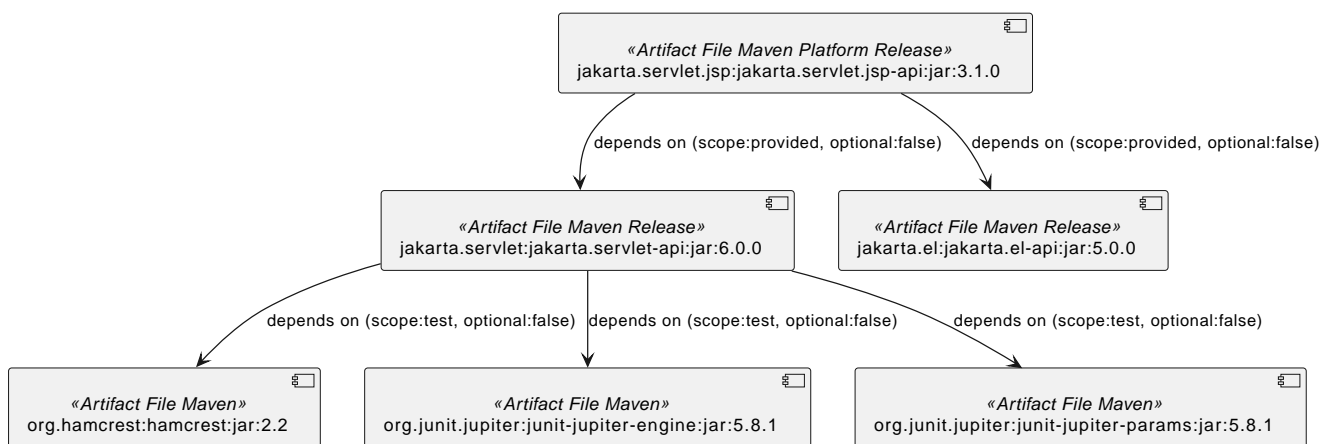 «Artifact File Maven Platform Release»
jakarta.servlet.jsp:jakarta.servlet.jsp-api:jar:3.1.0
depends on (scope:provided, optional:false)
depends on (scope:provided, optional:false)
«Artifact File Maven Release»
jakarta.servlet:jakarta.servlet-api:jar:6.0.0
«Artifact File Maven Release»
jakarta.el:jakarta.el-api:jar:5.0.0
depends on (scope:test, optional:false)
depends on (scope:test, optional:false)
depends on (scope:test, optional:false)
«Artifact File Maven»
org.hamcrest:hamcrest:jar:2.2
«Artifact File Maven»
org.junit.jupiter:junit-jupiter-engine:jar:5.8.1
«Artifact File Maven»
org.junit.jupiter:junit-jupiter-params:jar:5.8.1